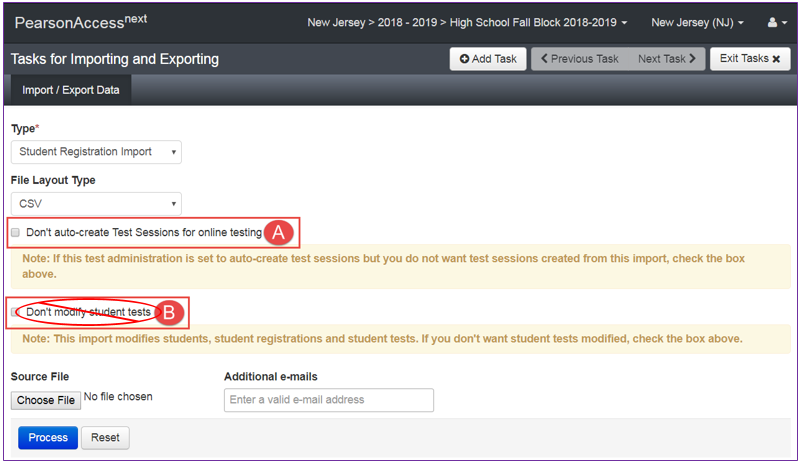 PearsonAccessnext
New Jersey > 2018 - 2019 > High School Fall Block 2018-2019
New Jersey (NJ)
Tasks for Importing and Exporting
Add Task
Previous Task
Next Task
Exit Tasks
Import / Export Data
Type*
Student Registration Import
File Layout Type
CSV
Don't auto-create Test Sessions for online testing A
Note: If this test administration is set to auto-create test sessions but you do not want test sessions created from this import, check the box
above.
Don't modify student tests B
Note: This import modifies students, student registrations and student tests. If you don't want student tests modified, check the box above.
Source File
Additional e-mails
Choose File No file chosen
Enter a valid e-mail address
Process
Reset